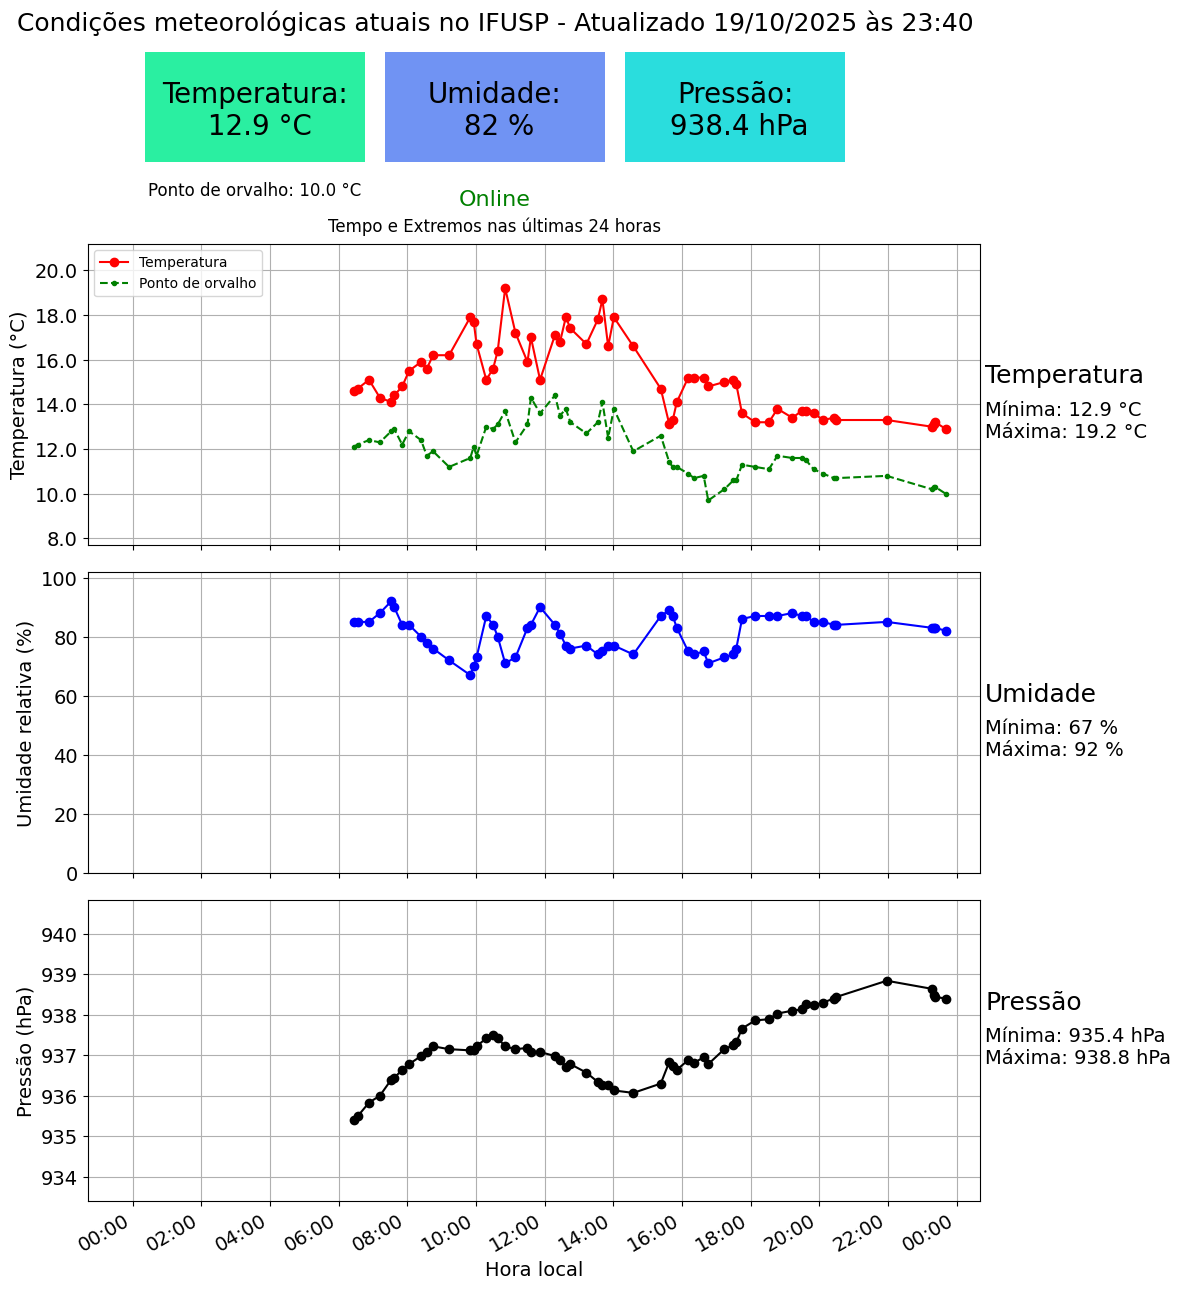 Condições meteorológicas atuais no IFUSP - Atualizado 19/10/2025 às 23:40
Temperatura:
12.9 °C
Umidade:
82 %
Pressão:
938.4 hPa
Ponto de orvalho: 10.0 °C
Online
Tempo e Extremos nas últimas 24 horas
Temperatura
Ponto de orvalho
Temperatura (°C)
20.0
18.0
16.0
14.0
12.0
10.0
8.0
Temperatura
Mínima: 12.9 °C
Máxima: 19.2 °C
Umidade relativa (%)
100
80
60
40
20
0
Umidade
Mínima: 67 %
Máxima: 92 %
Pressão (hPa)
940
939
938
937
936
935
934
Pressão
Mínima: 935.4 hPa
Máxima: 938.8 hPa
00:00
02:00
04:00
06:00
08:00
10:00
12:00
14:00
16:00
18:00
20:00
22:00
00:00
Hora local